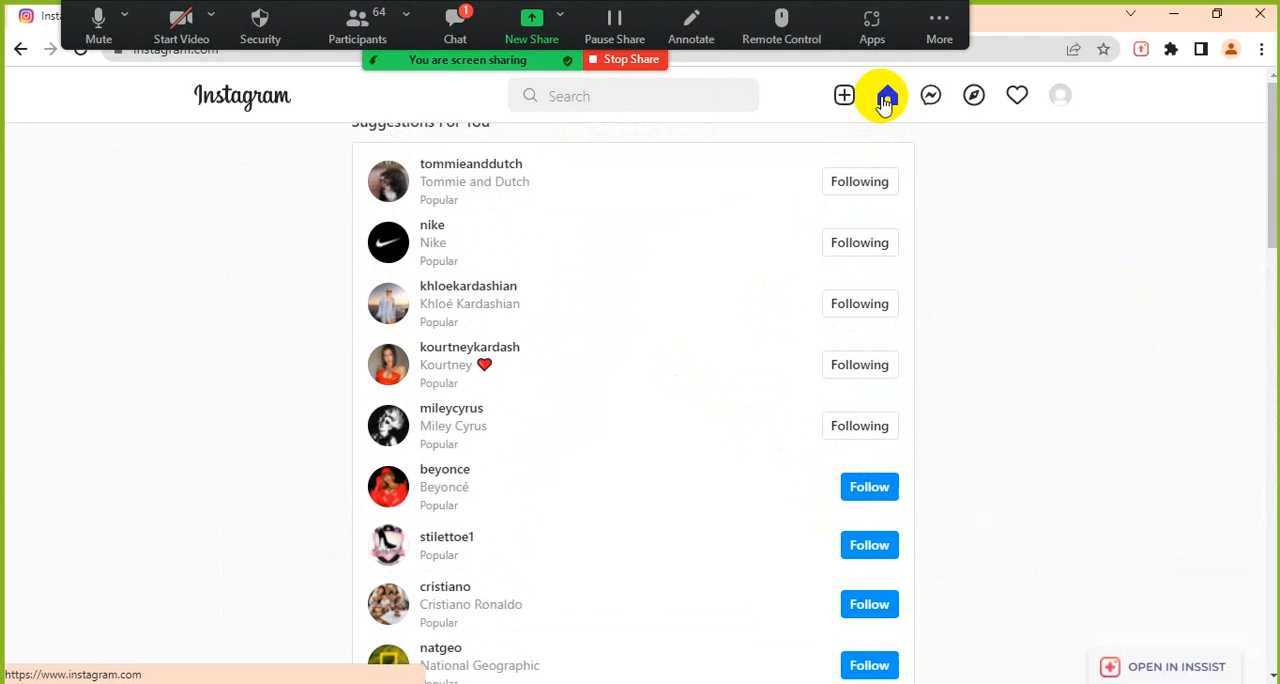 Inst
Mute
Start Video
Security
Participants
64
Chat
1
New Share
Pause Share
Annotate
Remote Control
Apps
More
instagram.com
You are screen sharing
Stop Share
Instagram
Search
Suggestions For You
tommieanddutch
Tommie and Dutch
Popular
Following
nike
Nike
Popular
Following
khloekardashian
Khloé Kardashian
Popular
Following
kourtneykardash
Kourtney ❤️
Popular
Following
mileycyrus
Miley Cyrus
Popular
Following
beyonce
Beyoncé
Popular
Follow
stilettoe1
Popular
Follow
cristiano
Cristiano Ronaldo
Popular
Follow
natgeo
National Geographic
Follow
https://www.instagram.com
OPEN IN INSSIST